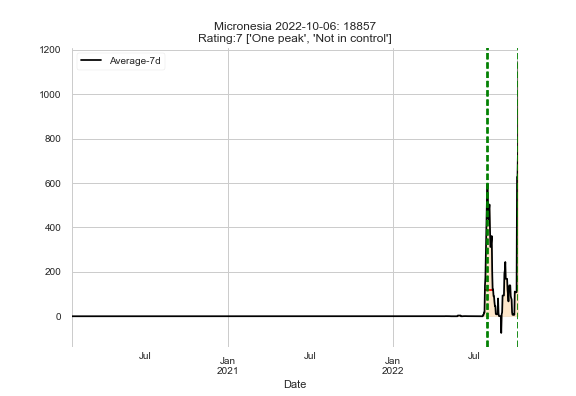 Micronesia 2022-10-06: 18857
Rating:7 ['One peak', 'Not in control']
Average-7d
1200
1000
800
600
400
200
0
Jul
Jan
2021
Jul
Jan
2022
Jul
Date